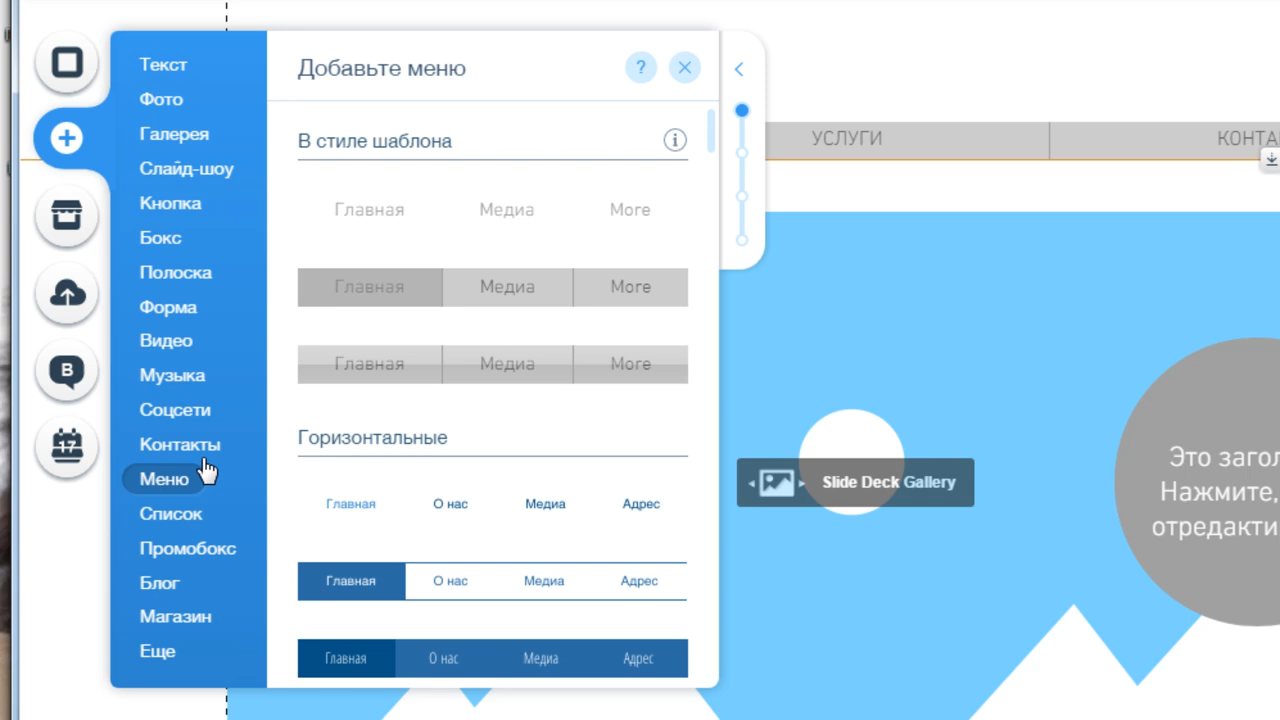 Текст
Фото
Галерея
Слайд-шоу
Кнопка
Бокс
Полоска
Форма
Видео
Музыка
Соцсети
Контакты
Меню
Список
Промобокс
Блог
Магазин
Еще
B
17
Добавьте меню
?
В стиле шаблона
Главная Медиа More
Главная Медиа More
Главная Медиа More
Горизонтальные
Главная О нас Медиа Адрес
Главная О нас Медиа Адрес
Главная О нас Медиа Адрес
УСЛУГИ КОНТА
Slide Deck Gallery
Это загол
Нажмите,
отредакти